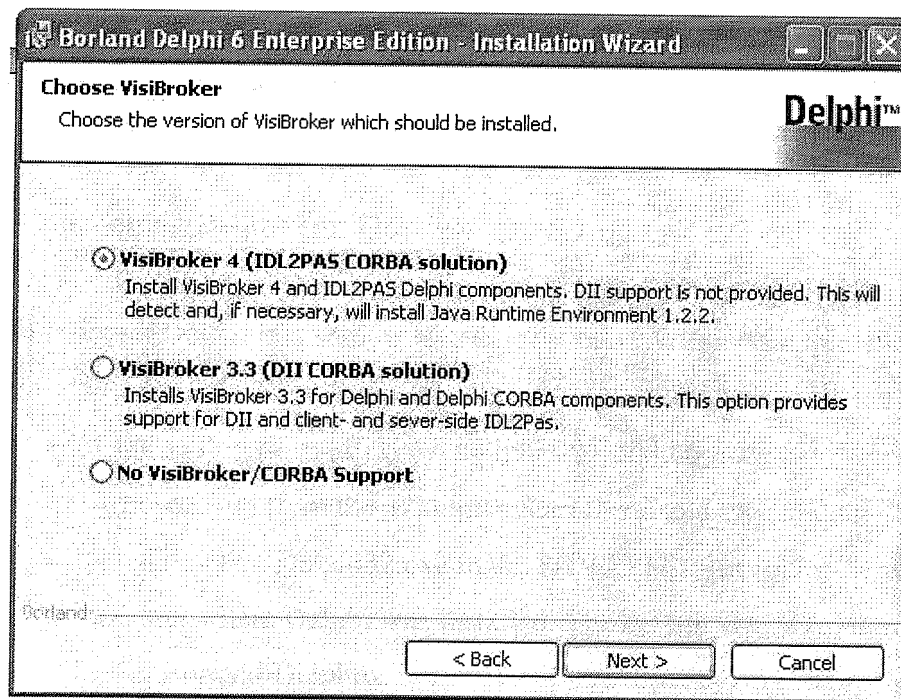 Borland Delphi 6 Enterprise Edition - Installation Wizard
Choose VisiBroker
Choose the version of VisiBroker which should be installed.
Delphi™
VisiBroker 4 (IDL2PAS CORBA solution)
Install VisiBroker 4 and IDL2PAS Delphi components. DII support is not provided. This will
detect and, if necessary, will install Java Runtime Environment 1.2.2.
VisiBroker 3.3 (DII CORBA solution)
Installs VisiBroker 3.3 for Delphi and Delphi CORBA components. This option provides
support for DII and client- and sever-side IDL2Pas.
No VisiBroker/CORBA Support
Borland
< Back
Next >
Cancel